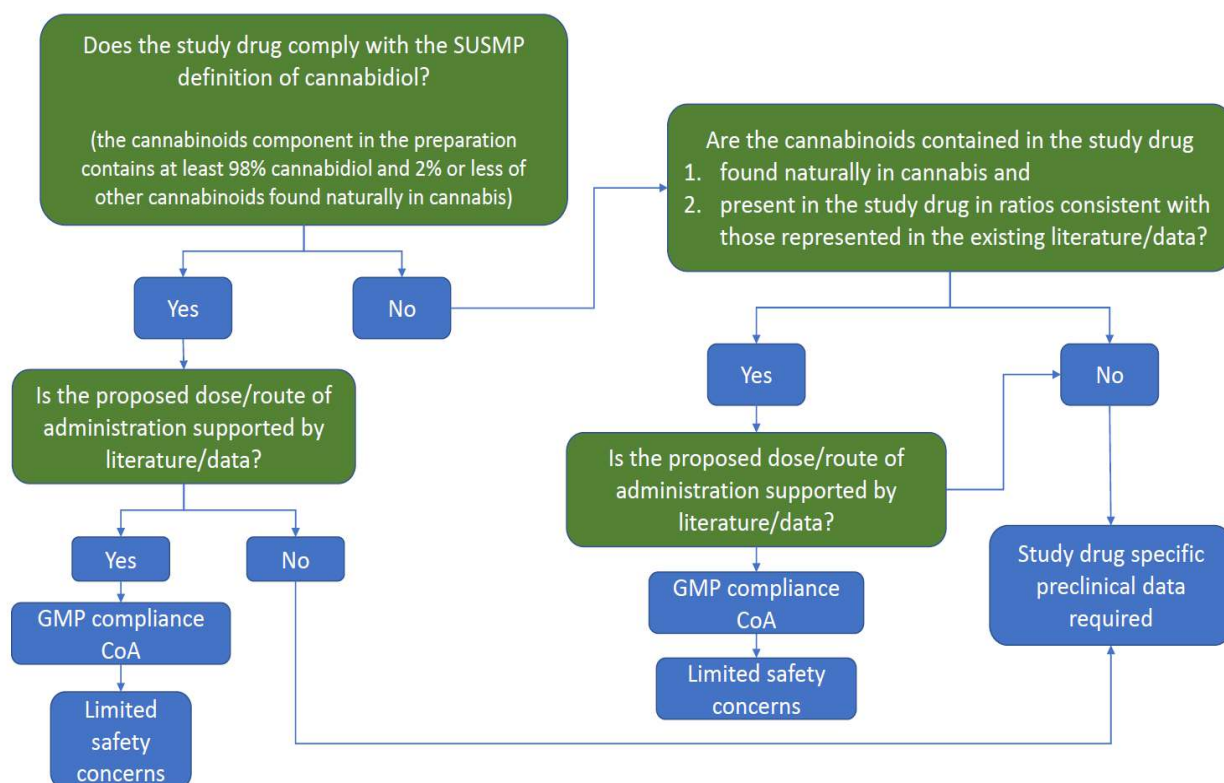 Does the study drug comply with the SUSMP
definition of cannabidiol?
(the cannabinoids component in the preparation
contains at least 98% cannabidiol and 2% or less of
other cannabinoids found naturally in cannabis)
Yes
No
Is the proposed dose/route of
administration supported by
literature/data?
Yes
No
GMP compliance
CoA
Limited
safety
concerns
Are the cannabinoids contained in the study drug
1. found naturally in cannabis and
2. present in the study drug in ratios consistent with
those represented in the existing literature/data?
Yes
No
Is the proposed dose/route of
administration supported by
literature/data?
GMP compliance
CoA
Limited safety
concerns
Study drug specific
preclinical data
required